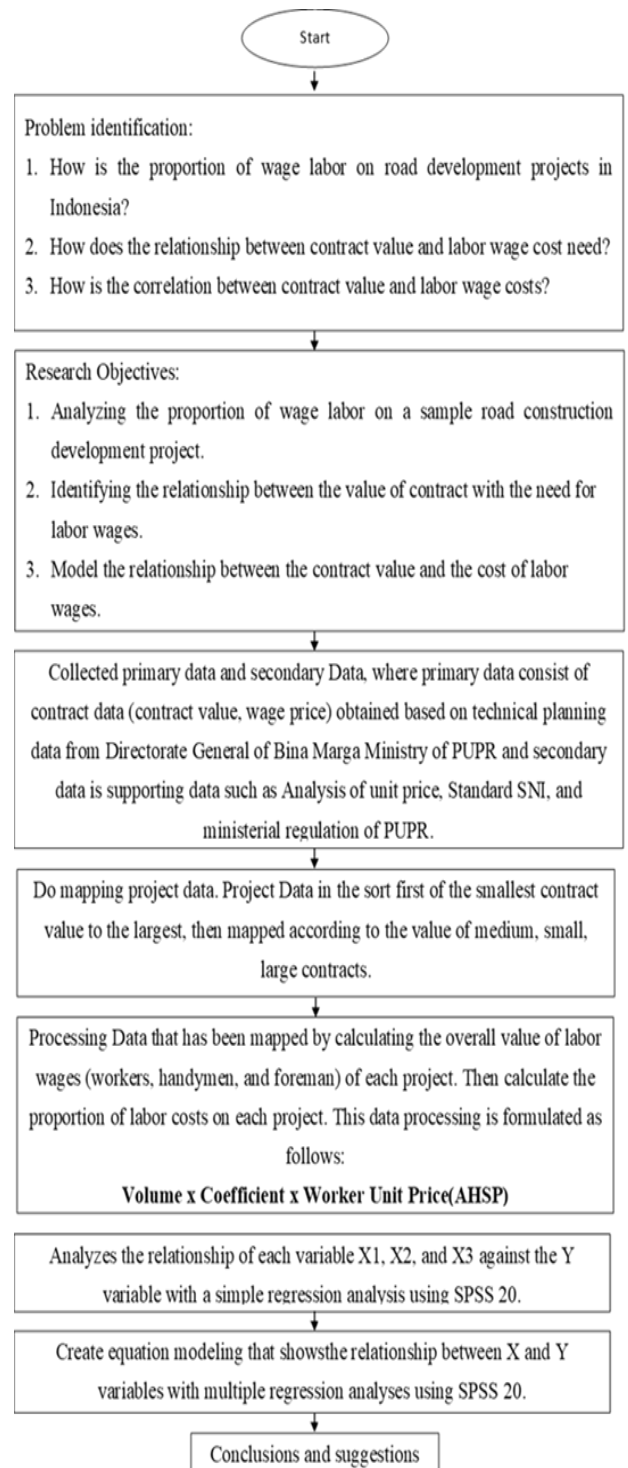 Start
Problem identification:
1. How is the proportion of wage labor on road development projects in
Indonesia?
2. How does the relationship between contract value and labor wage cost need?
3. How is the correlation between contract value and labor wage costs?
Research Objectives:
1. Analyzing the proportion of wage labor on a sample road construction
development project.
2. Identifying the relationship between the value of contract with the need for
labor wages.
3. Model the relationship between the contract value and the cost of labor
wages.
Collected primary data and secondary Data, where primary data consist of
contract data (contract value, wage price) obtained based on technical planning
data from Directorate General of Bina Marga Ministry of PUPR and secondary
data is supporting data such as Analysis of unit price, Standard SNI, and
ministerial regulation of PUPR.
Do mapping project data. Project Data in the sort first of the smallest contract
value to the largest, then mapped according to the value of medium, small,
large contracts.
Processing Data that has been mapped by calculating the overall value of labor
wages (workers, handymen, and foreman) of each project. Then calculate the
proportion of labor costs on each project. This data processing is formulated as
follows:
Volume x Coefficient x Worker Unit Price(AHSP)
Analyzes the relationship of each variable X1, X2, and X3 against the Y
variable with a simple regression analysis using SPSS 20.
Create equation modeling that showsthe relationship between X and Y
variables with multiple regression analyses using SPSS 20.
Conclusions and suggestions